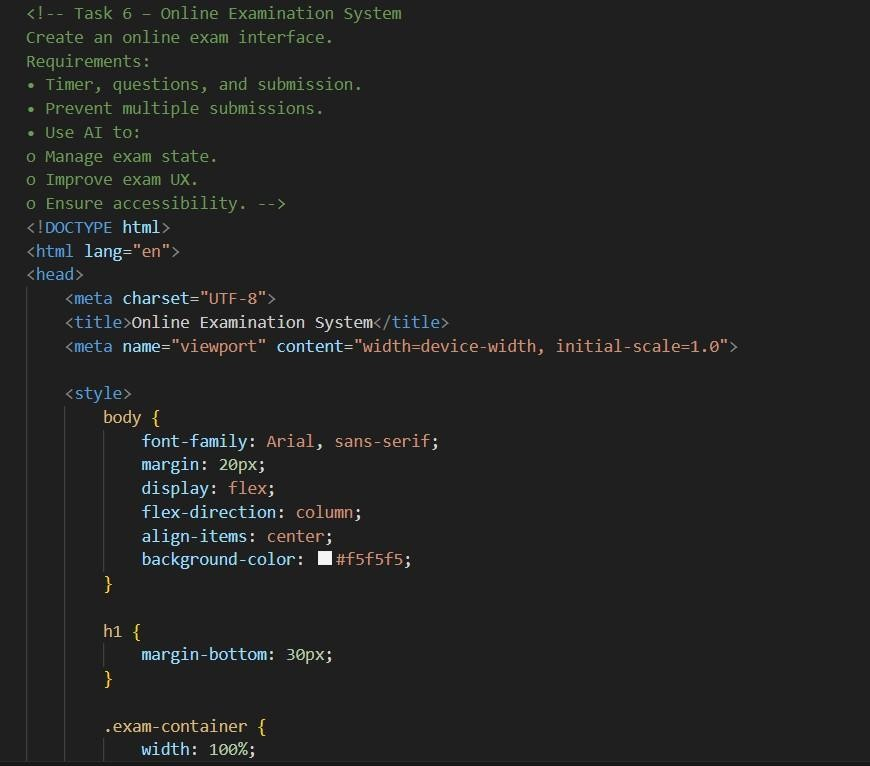 <!-- Task 6 – Online Examination System
Create an online exam interface.
Requirements:
• Timer, questions, and submission.
• Prevent multiple submissions.
• Use AI to:
o Manage exam state.
o Improve exam UX.
o Ensure accessibility. -->
<!DOCTYPE html>
<html lang="en">
<head>
    <meta charset="UTF-8">
    <title>Online Examination System</title>
    <meta name="viewport" content="width=device-width, initial-scale=1.0">

    <style>
        body {
            font-family: Arial, sans-serif;
            margin: 20px;
            display: flex;
            flex-direction: column;
            align-items: center;
            background-color: #f5f5f5;
        }

        h1 {
            margin-bottom: 30px;
        }

        .exam-container {
            width: 100%;